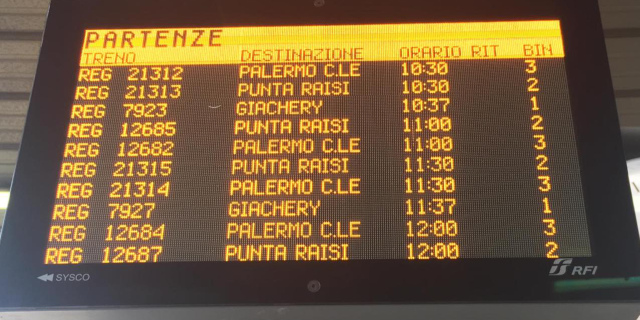 PARTENZE
TRENO DESTINAZIONE ORARIO RIT BIN
REG 21312 PALERMO C.LE 10:30 3
REG 21313 PUNTA RAISI 10:30 2
REG 7923 GIACHERY 10:37 1
REG 12685 PUNTA RAISI 11:00 2
REG 12682 PALERMO C.LE 11:00 3
REG 21315 PUNTA RAISI 11:30 2
REG 21314 PALERMO C.LE 11:30 3
REG 7927 GIACHERY 11:37 1
REG 12684 PALERMO C.LE 12:00 3
REG 12687 PUNTA RAISI 12:00 2
SYSCO RFI